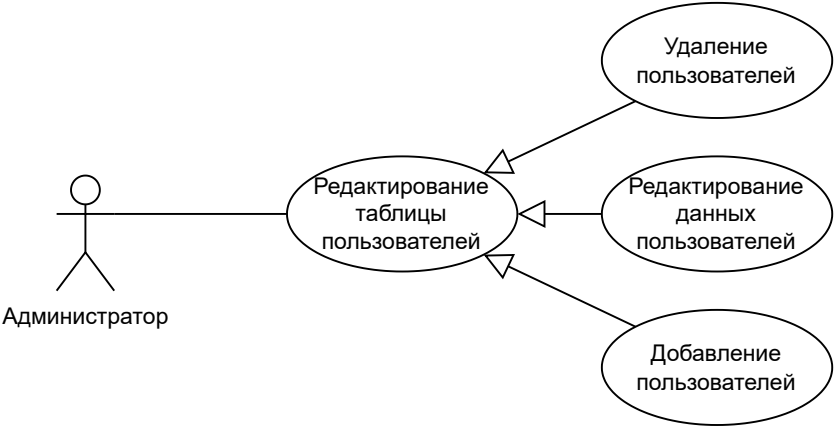 Удаление
пользователей
Редактирование
таблицы
пользователей
Редактирование
данных
пользователей
Администратор
Добавление
пользователей